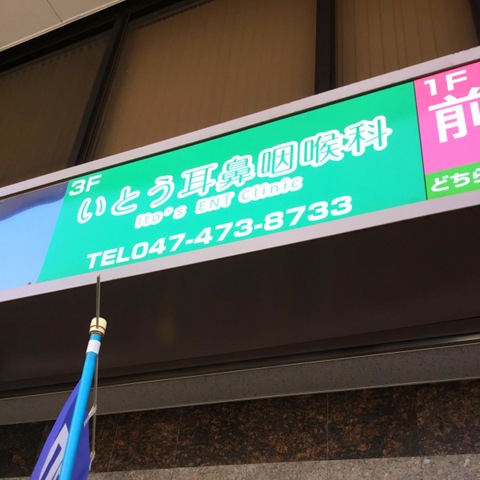 3F
いとう耳鼻咽喉科
Ito's ENT Clinic
TEL047-473-8733
1F
前
どちら